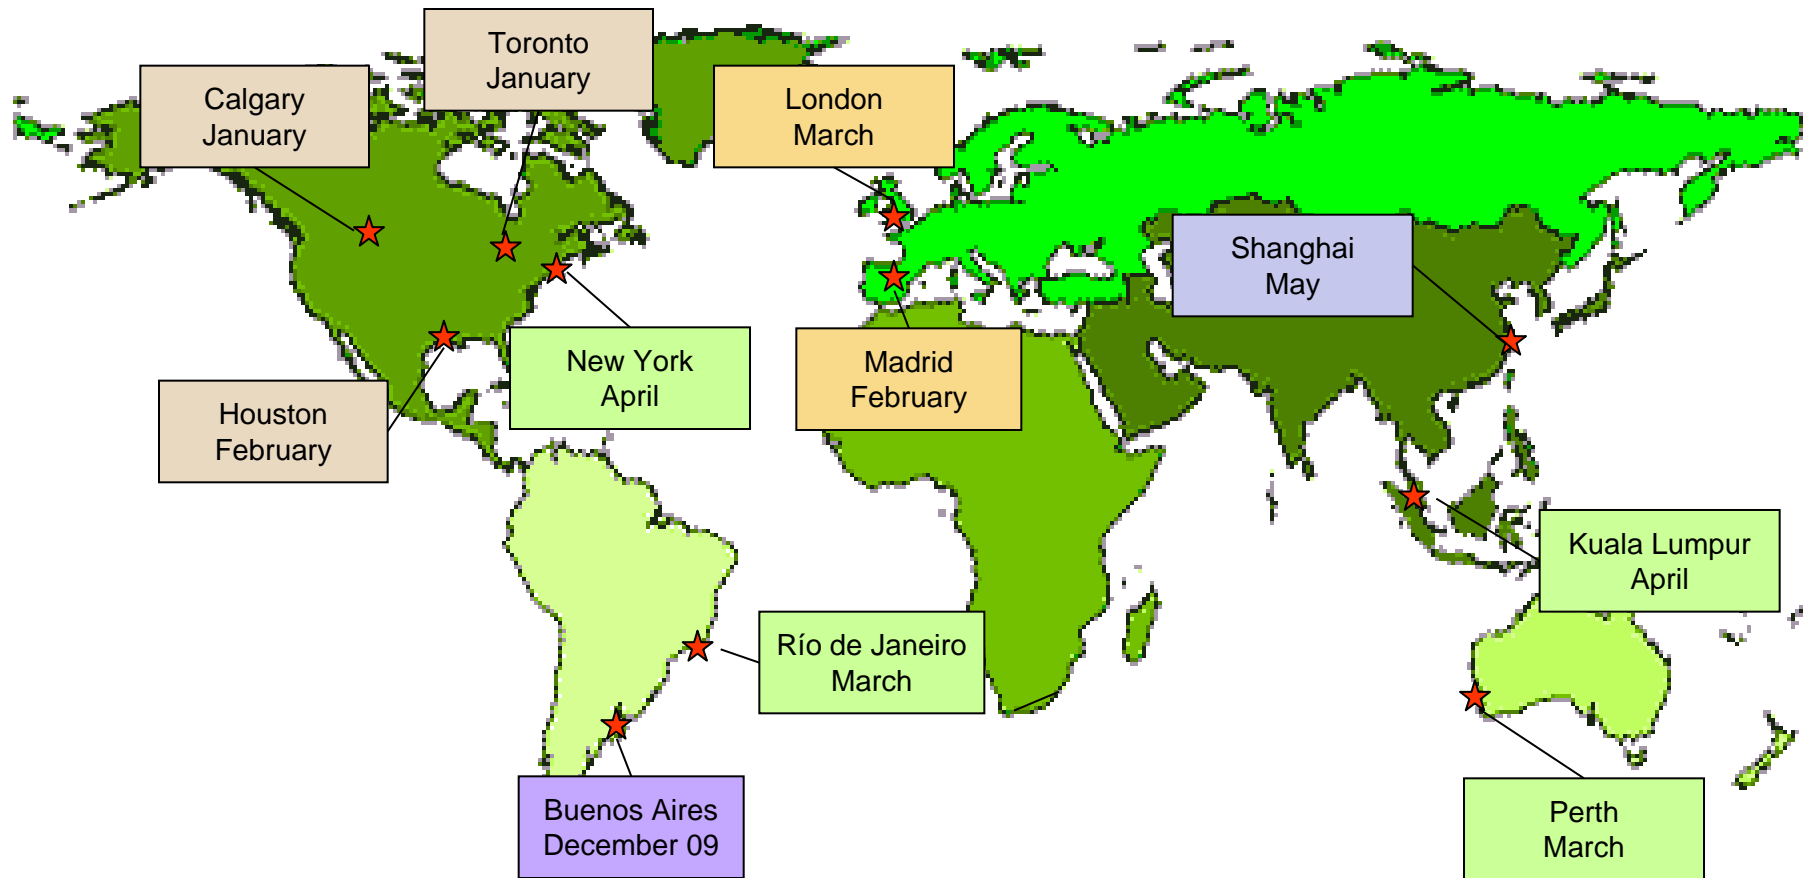 Toronto
January
Calgary
January
London
March
Shanghai
May
New York
April
Madrid
February
Houston
February
Kuala Lumpur
April
Río de Janeiro
March
Buenos Aires
December 09
Perth
March